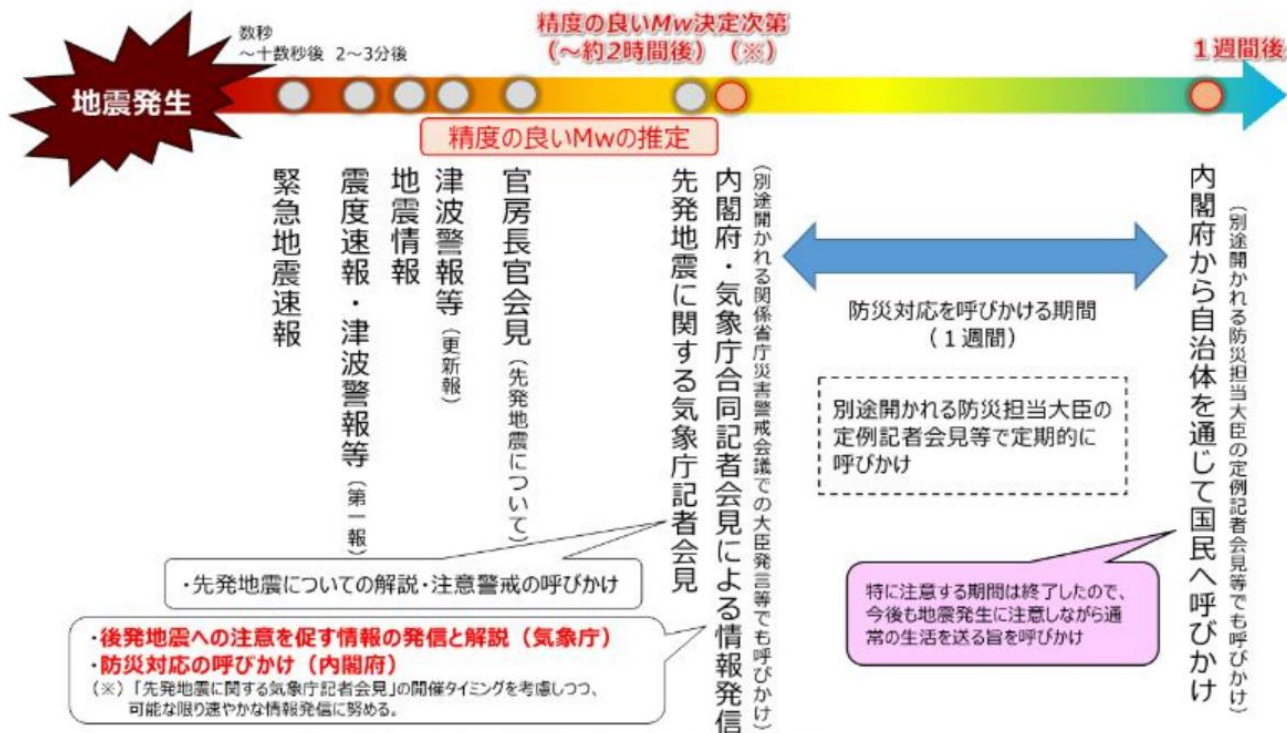 数秒
～十数秒後 2～3分後
精度の良いMw決定次第
（～約2時間後）（※）
1週間後
地震発生
精度の良いMwの推定
緊急地震速報
震度速報・津波警報等（第一報）
地震情報
津波警報等（更新報）
官房長官会見（先発地震について）
先発地震に関する気象庁記者会見
内閣府・気象庁合同記者会見による情報発信
（別途開かれる関係省庁災害警戒会議での大臣発言等でも呼びかけ）
防災対応を呼びかける期間
（1週間）
別途開かれる防災担当大臣の
定例記者会見等で定期的に
呼びかけ
内閣府から自治体を通じて国民へ呼びかけ
（別途開かれる防災担当大臣の定例記者会見等でも呼びかけ）
・先発地震についての解説・注意警戒の呼びかけ
・後発地震への注意を促す情報の発信と解説（気象庁）
・防災対応の呼びかけ（内閣府）
（※）「先発地震に関する気象庁記者会見」の開催タイミングを考慮しつつ、
可能な限り速やかな情報発信に努める。
特に注意する期間は終了したので、
今後も地震発生に注意しながら通
常の生活を送る旨を呼びかけ